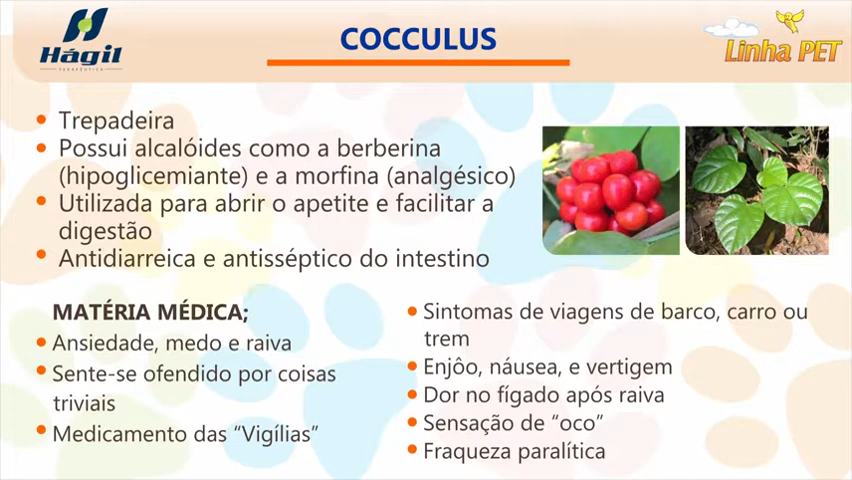 Hágil
TERAPÊUTICA
COCCULUS
Linha PET
Trepadeira
Possui alcalóides como a berberina
(hipoglicemiante) e a morfina (analgésico)
Utilizada para abrir o apetite e facilitar a
digestão
Antidiarreica e antisséptico do intestino
MATÉRIA MÉDICA;
Ansiedade, medo e raiva
Sente-se ofendido por coisas
triviais
Medicamento das “Vigílias”
Sintomas de viagens de barco, carro ou
trem
Enjôo, náusea, e vertigem
Dor no fígado após raiva
Sensação de “oco”
Fraqueza paralítica